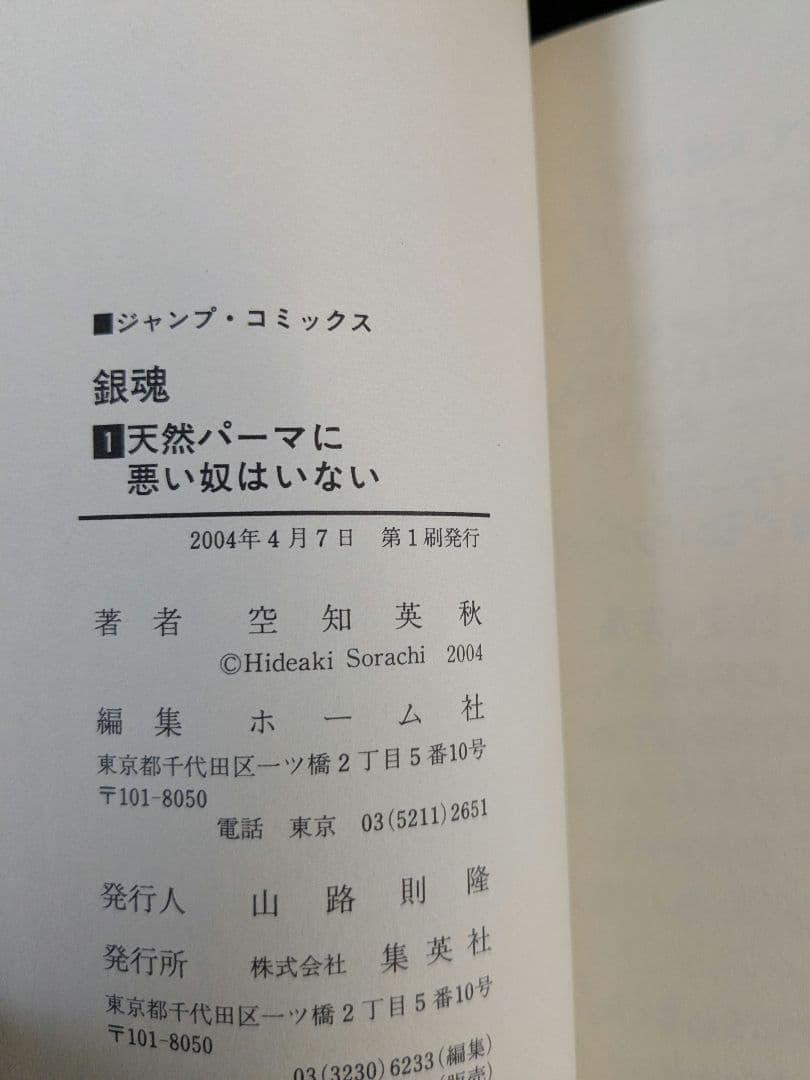 ■ジャンプ・コミックス
銀魂
1天然パーマに
悪い奴はいない
2004年4月7日 第1刷発行
著者 空知英秋
©Hideaki Sorachi 2004
編集 ホーム社
東京都千代田区一ツ橋2丁目5番10号
〒101-8050
電話 東京 03(5211)2651
発行人 山路則隆
発行所 株式会社 集英社
東京都千代田区一ツ橋2丁目5番10号
〒101-8050
03(3230)6233(編集)
(販売)